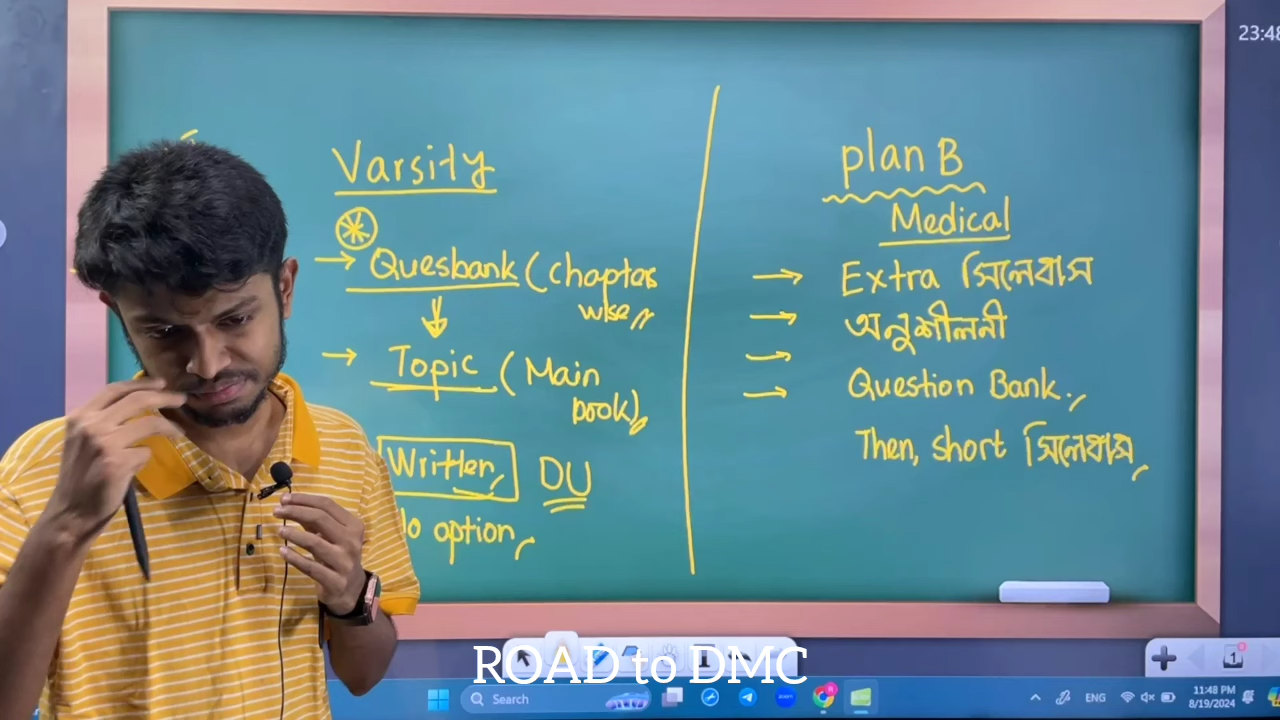 23:48
Varsity
→ Quesbank (chapter
wise,,
→ Topic (Main
book),,
Written, DU
option,
plan B
Medical
→ Extra সিলেবাস
→ অনুশীলনী
→
→ Question Bank.,
Then, short সিলেবাস,
ROAD to DMC
1
Search
ENG
11:48 PM
8/19/2024